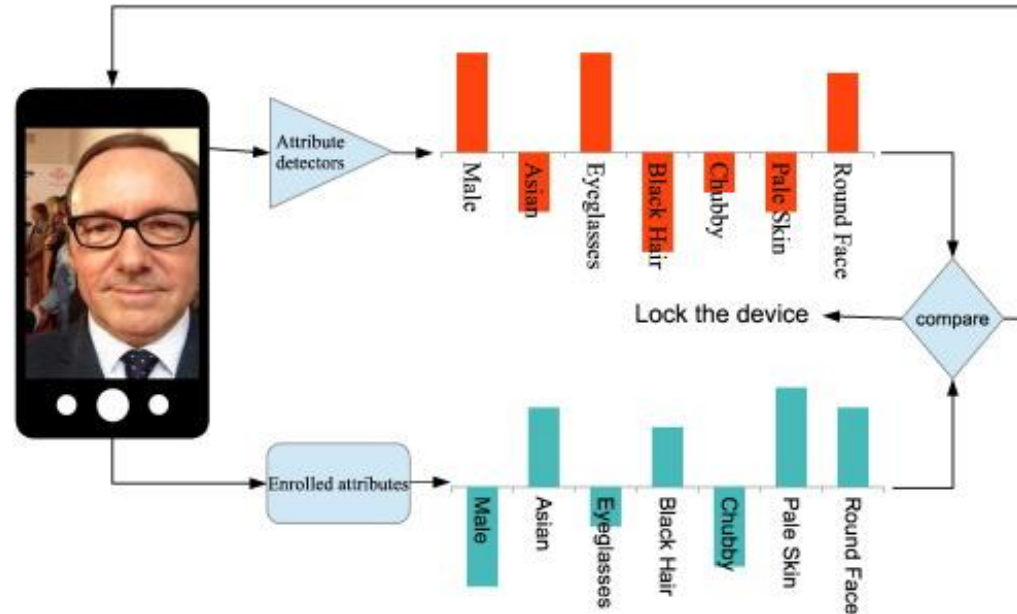 Attribute
detectors
Male
Asian
Eyeglasses
Black Hair
Chubby
Pale Skin
Round Face
Lock the device
compare
Enrolled attributes
Male
Asian
Eyeglasses
Black Hair
Chubby
Pale Skin
Round Face